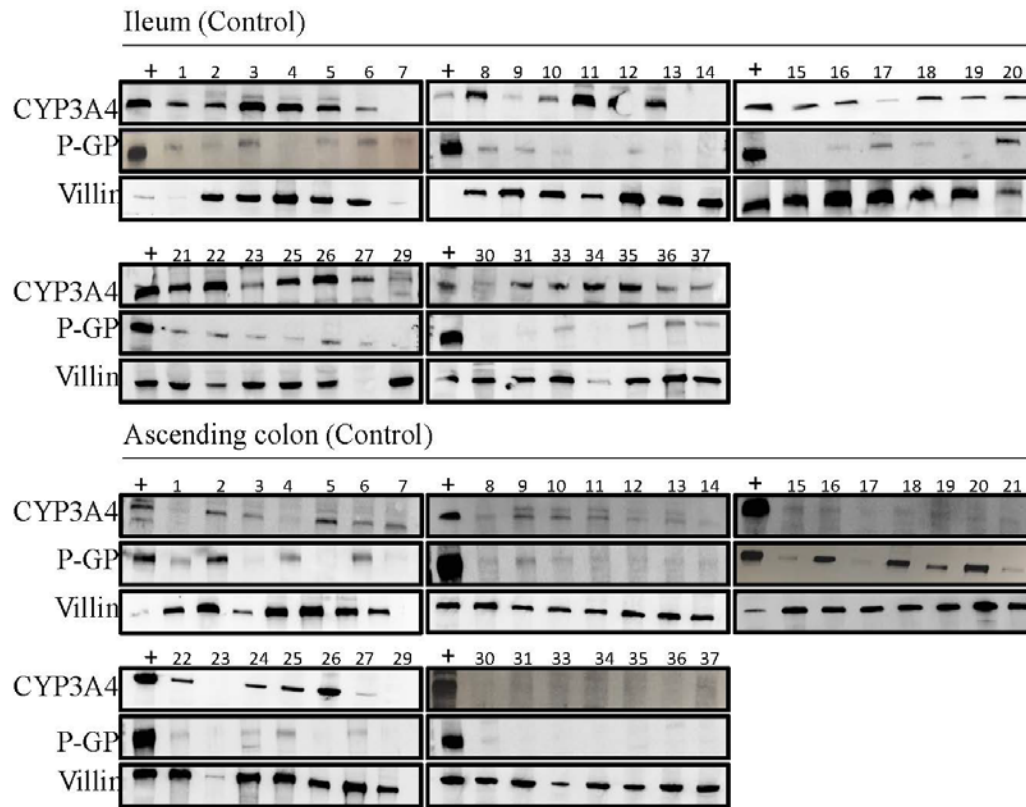 Ileum (Control)
+ 1 2 3 4 5 6 7 + 8 9 10 11 12 13 14 + 15 16 17 18 19 20
CYP3A4
P-GP
Villin
+ 21 22 23 25 26 27 29 + 30 31 33 34 35 36 37
CYP3A4
P-GP
Villin
Ascending colon (Control)
+ 1 2 3 4 5 6 7 + 8 9 10 11 12 13 14 + 15 16 17 18 19 20 21
CYP3A4
P-GP
Villin
+ 22 23 24 25 26 27 29 + 30 31 33 34 35 36 37
CYP3A4
P-GP
Villin